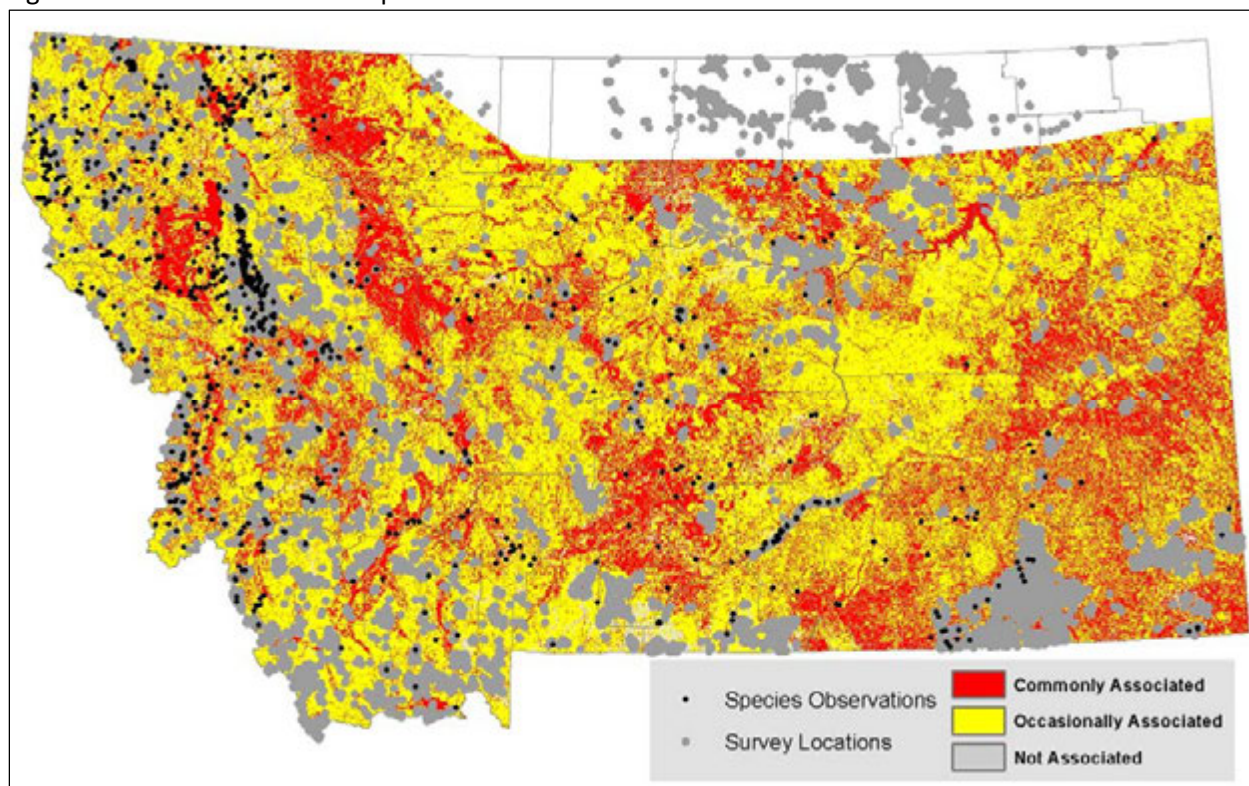 Species Observations
Survey Locations
Commonly Associated
Occasionally Associated
Not Associated